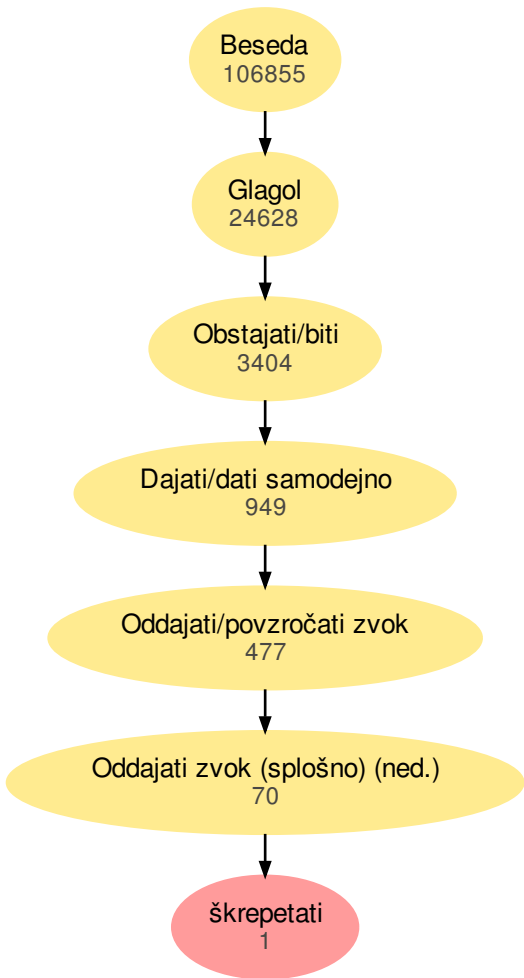 Beseda
106855
Glagol
24628
Obstajati/biti
3404
Dajati/dati samodejno
949
Oddajati/povzročati zvok
477
Oddajati zvok (splošno) (ned.)
70
škrepetati
1